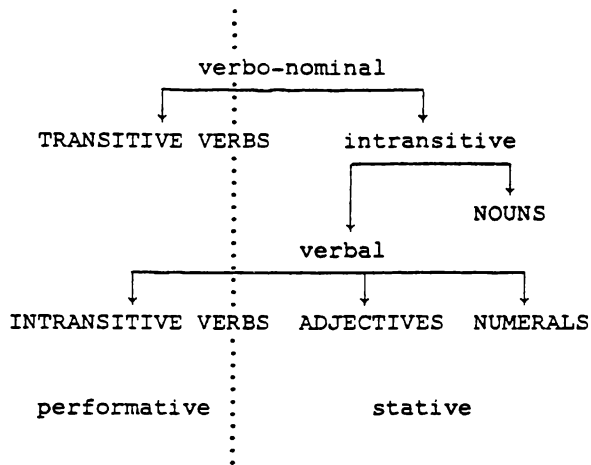 verbo-nominal
TRANSITIVE VERBS intransitive
NOUNS
verbal
INTRANSITIVE VERBS ADJECTIVES NUMERALS
performative stative